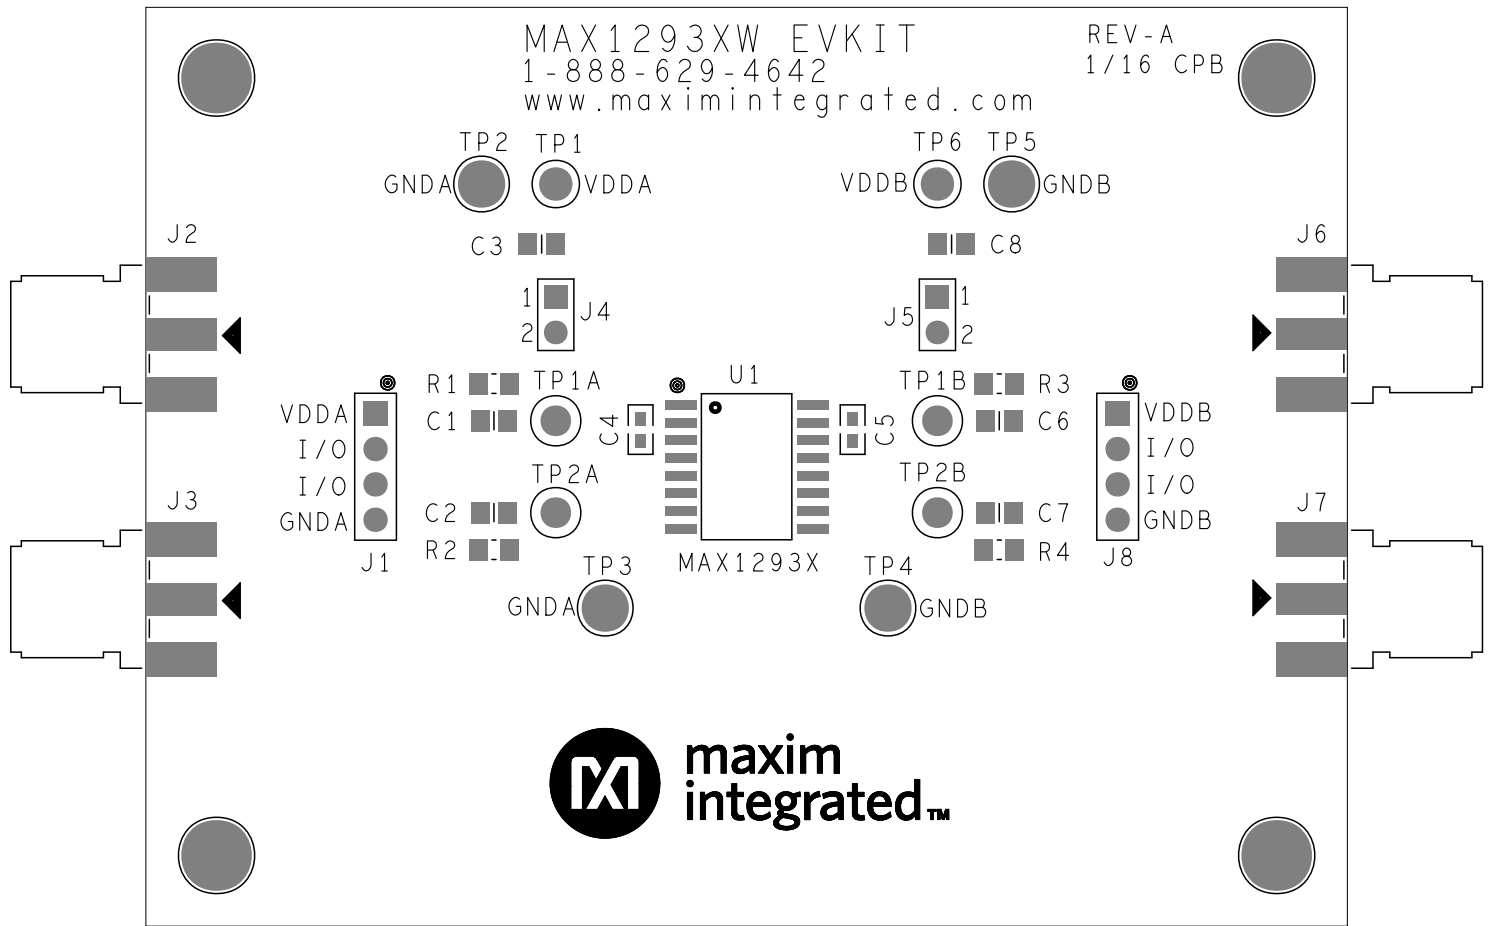 MAX1293XW EVKIT
1-888-629-4642
www.maximintegrated.com
REV-A
1/16 CPB
TP2 TP1 TP6 TP5
GNDA VDDA VDDB GNDB
J2 C3 C8 J6
1 J4 J5 1
2 2
R1 TP1A U1 TP1B R3
VDDA C1 C4 C5 C6 VDDB
I/O I/O
TP2A TP2B
I/O I/O
J3 J7
GNDA C2 C7 GNDB
R2 R4
J1 TP3 MAX1293X TP4 J8
GNDA GNDB
maxim
integrated™